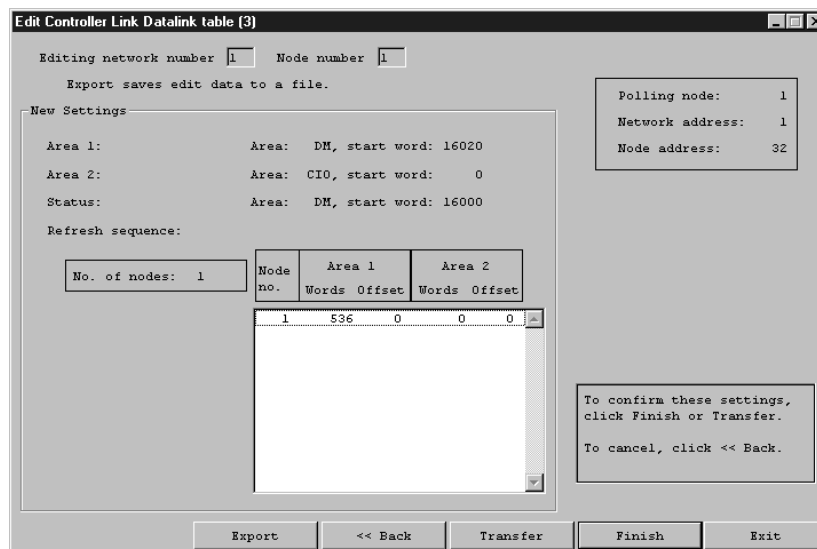 Edit Controller Link Datalink table (3)
Editing network number 1 Node number 1
Export saves edit data to a file.
Polling node: 1
Network address: 1
Node address: 32
New Settings
Area 1: Area: DM, start word: 16020
Area 2: Area: CIO, start word: 0
Status: Area: DM, start word: 16000
Refresh sequence:
No. of nodes: 1
Node no. Area 1 Words Offset Area 2 Words Offset
1 536 0 0 0
To confirm these settings,
click Finish or Transfer.
To cancel, click << Back.
Export << Back Transfer Finish Exit